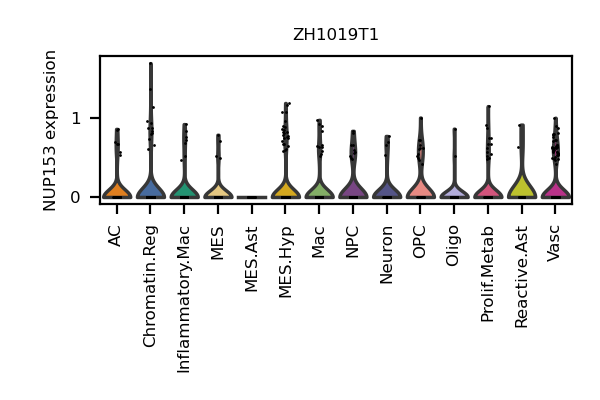 ZH1019T1
NUP153 expression
1
0
AC
Chromatin.Reg
Inflammatory.Mac
MES
MES.Ast
MES.Hyp
Mac
NPC
Neuron
OPC
Oligo
Prolif.Metab
Reactive.Ast
Vasc